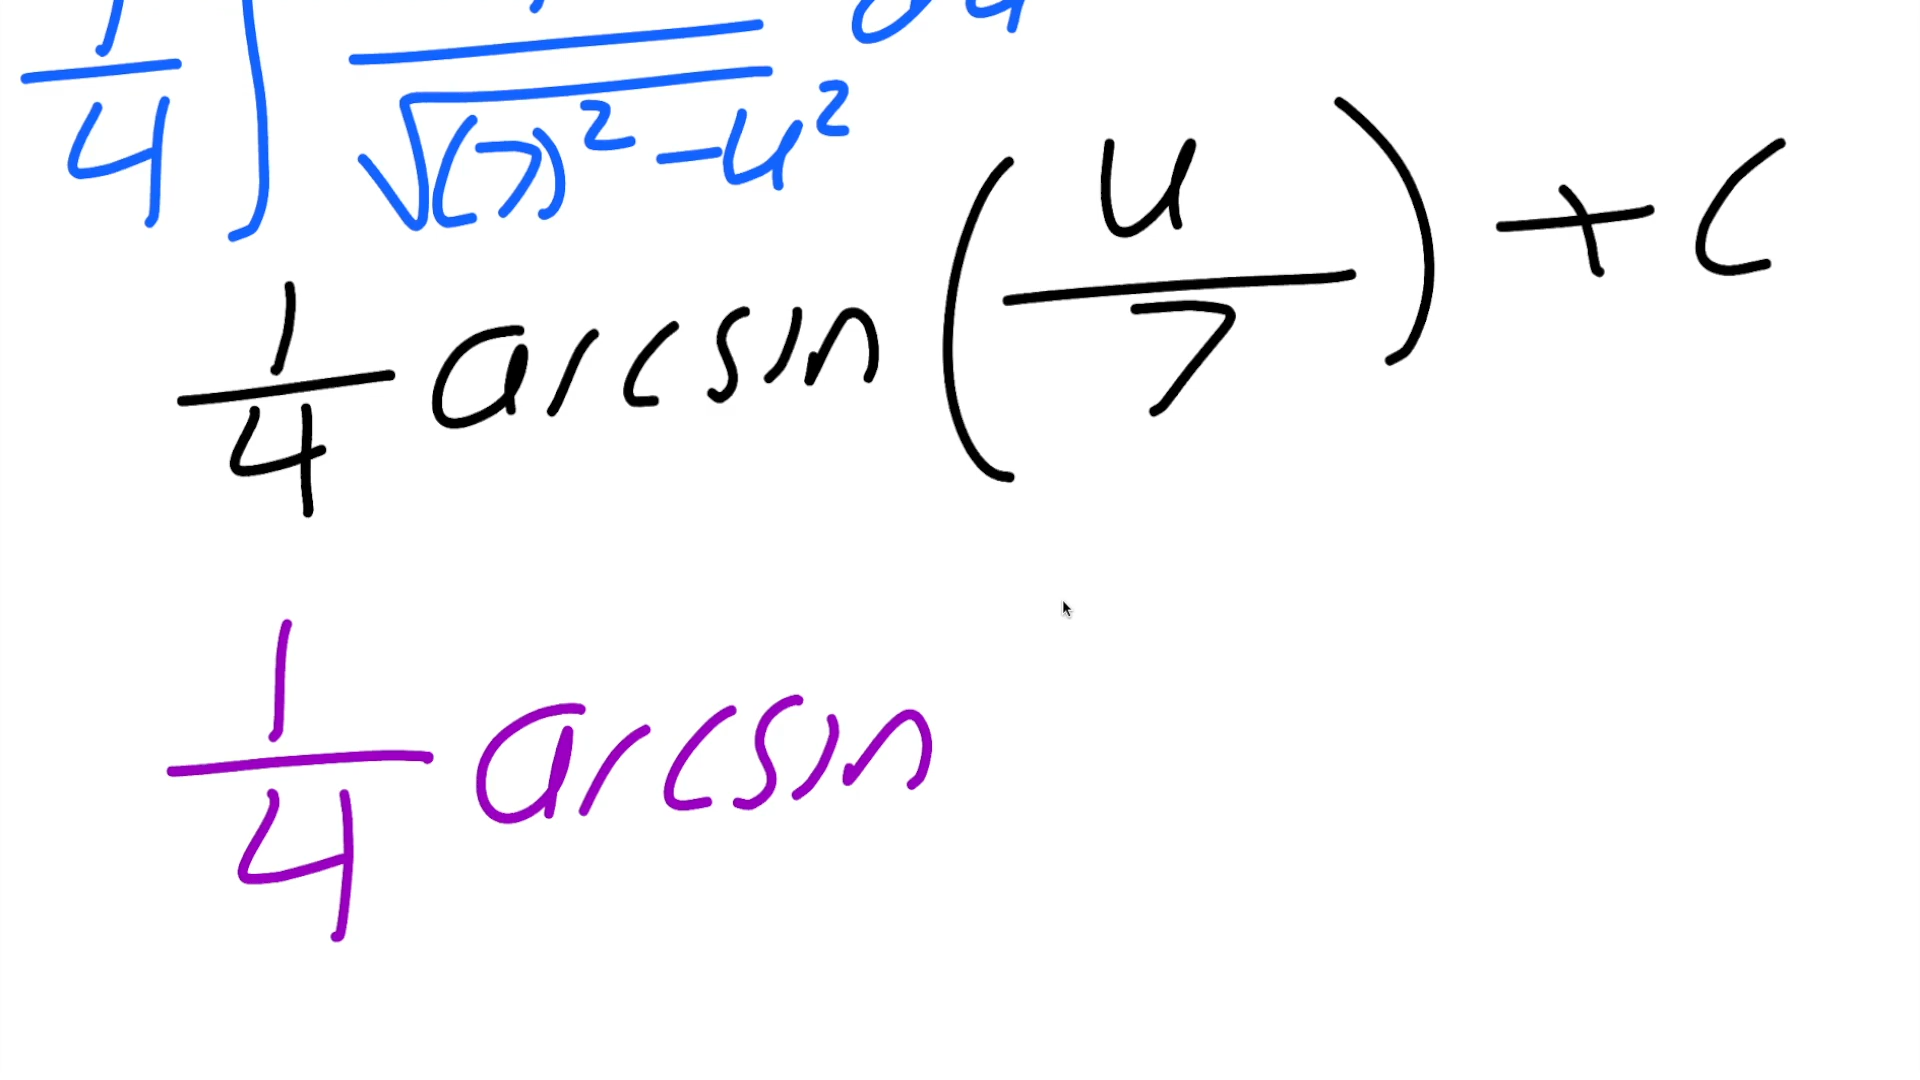 1/4 ∫ 1/√((7)² − u²) du
1/4 arcsin (u/7) + C
1/4 arcsin